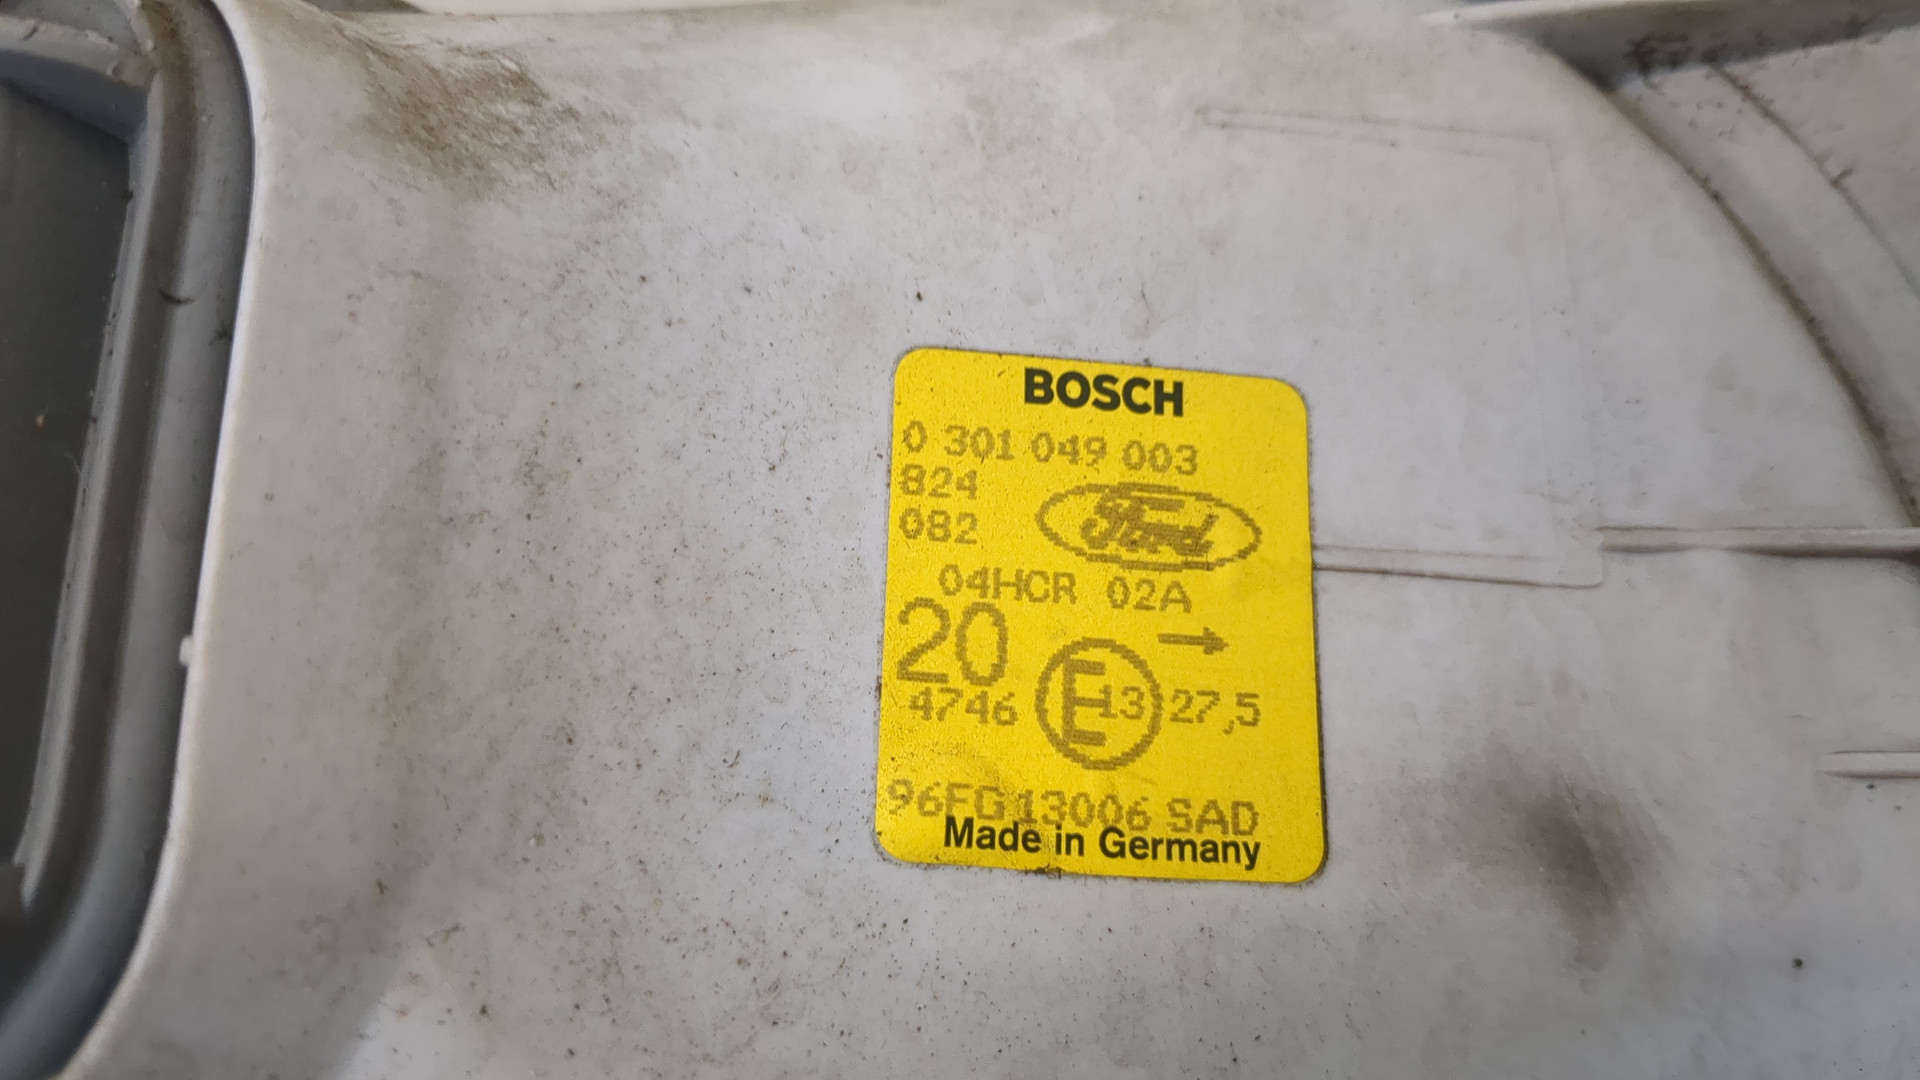 BOSCH
0 301 049 003
824
082
Ford
04HCR 02A
20
→
4746 E13 27,5
96FG 13006 SAD
Made in Germany